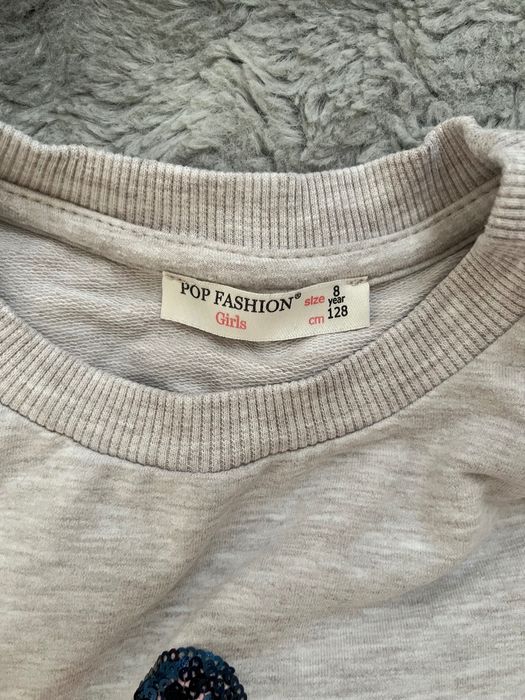 POP FASHION®
Girls
size 8 year
cm 128